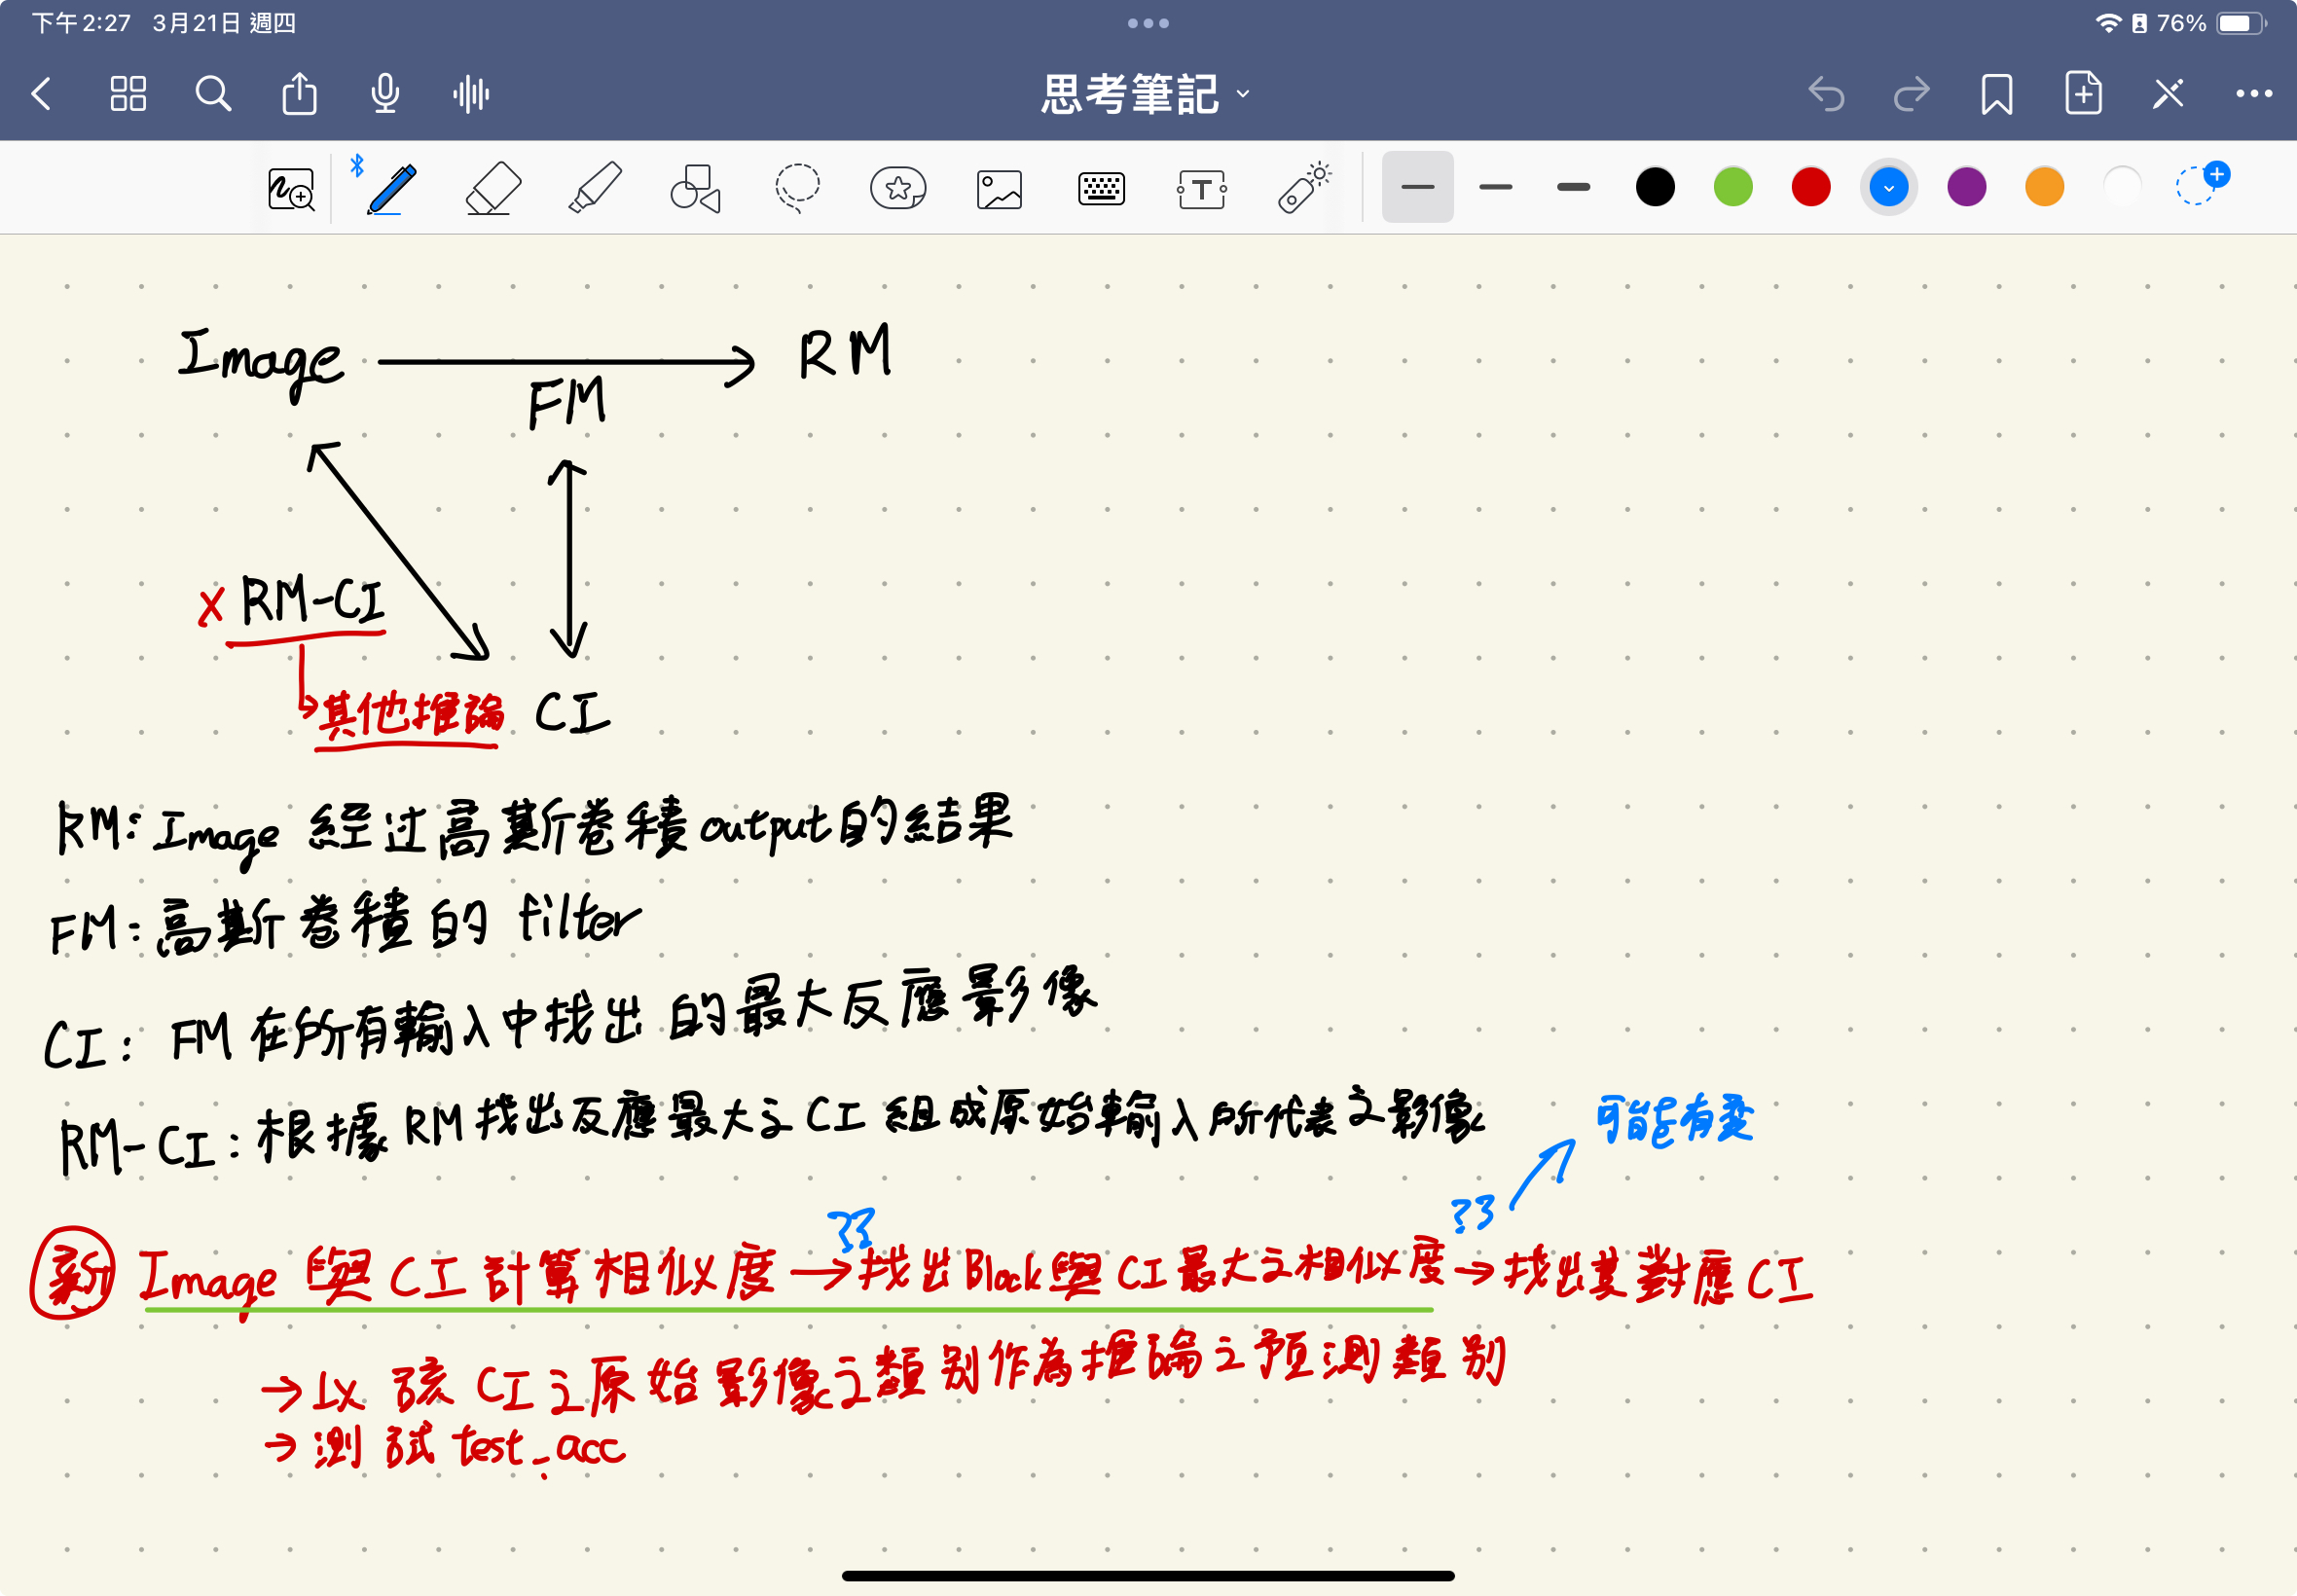 下午2:27 3月21日 週四
76%
思考筆記
Image RM
FM
X RM-CI
其他推論 CI
RM: Image 經过高斯卷積 output 的結果
FM: 高斯卷積的 filter
CI: FM 在所有輸入中找出的最大反應影像
RM-CI: 根據 RM 找出反應最大之 CI 組成原始輸入所代表之影像
可能有变
?? ??
Image 與 CI 計算相似度 → 找出 Block 與 CI 最大之相似度 → 找出其對應 CI
→ 以該 CI 之原始影像之類別作為推論之預測類別
→ 測試 test_acc